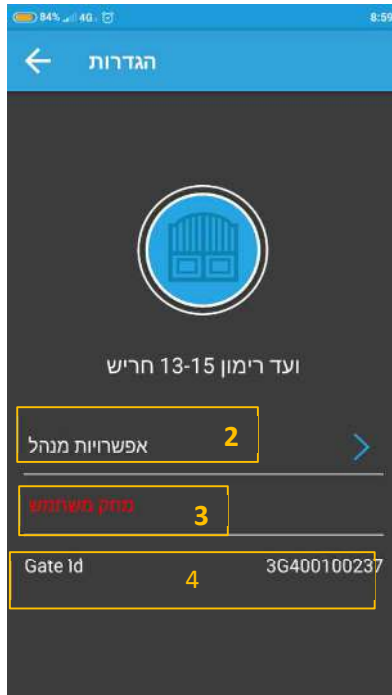 84% 4G 8:59
הגדרות
ועד רימון 13-15 חריש
אפשרויות מנהל 2
מחק משתמש 3
Gate Id 4 3G400100237